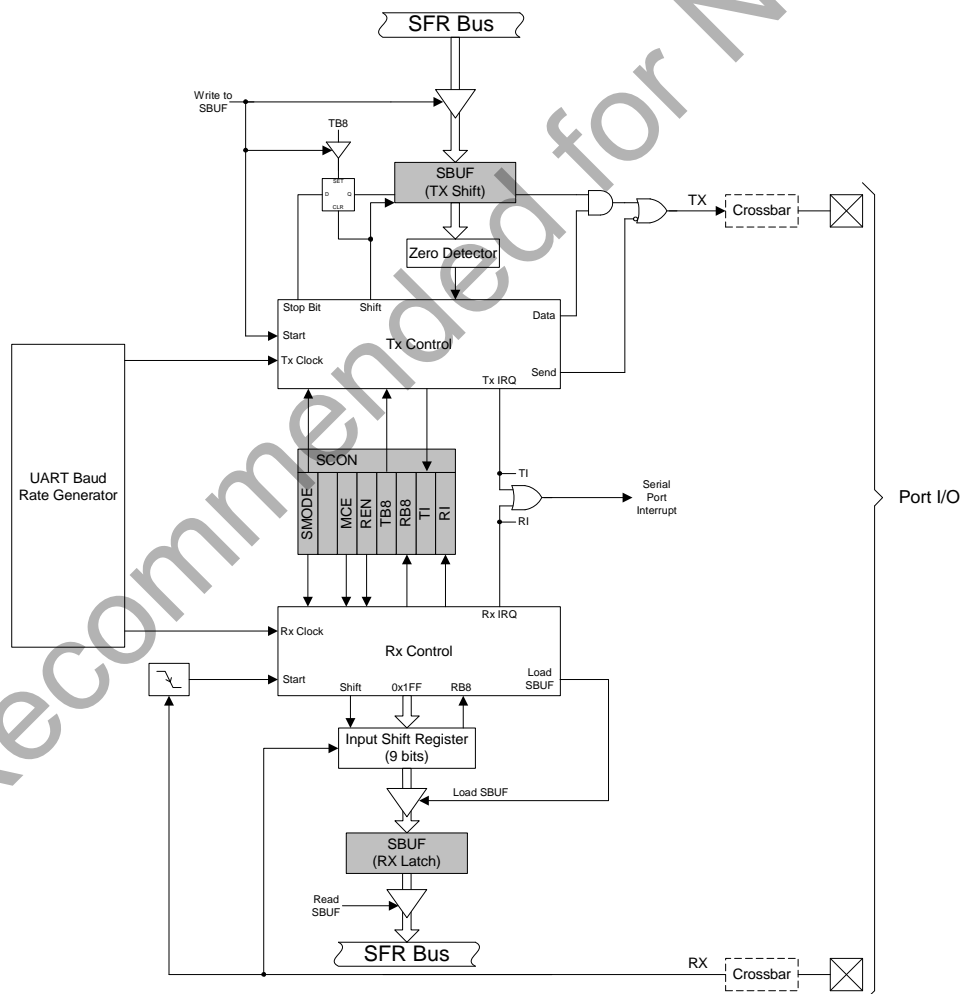 SFR Bus
Write to
SBUF
TB8
SET
D Q
CLR
SBUF
(TX Shift)
TX
Crossbar
Zero Detector
Stop Bit
Shift
Data
Start
Tx Control
Tx Clock
Send
Tx IRQ
UART Baud
Rate Generator
SCON
SMODE
MCE
REN
TB8
RB8
TI
RI
TI
RI
Serial
Port
Interrupt
Port I/O
Rx IRQ
Rx Clock
Rx Control
Start
Load
SBUF
Shift
0x1FF
RB8
Input Shift Register
(9 bits)
Load SBUF
SBUF
(RX Latch)
Read
SBUF
SFR Bus
RX
Crossbar
Recommended for N